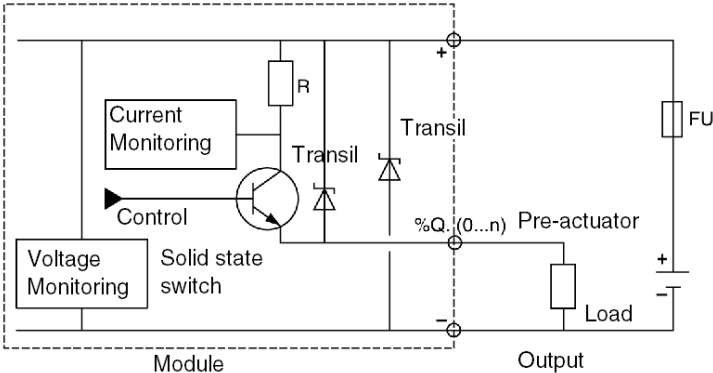 +
R
FU
Current
Monitoring
Transil
Transil
Control
%Q. (0...n)
Pre-actuator
Voltage
Monitoring
Solid state
switch
+
−
Load
−
Module
Output